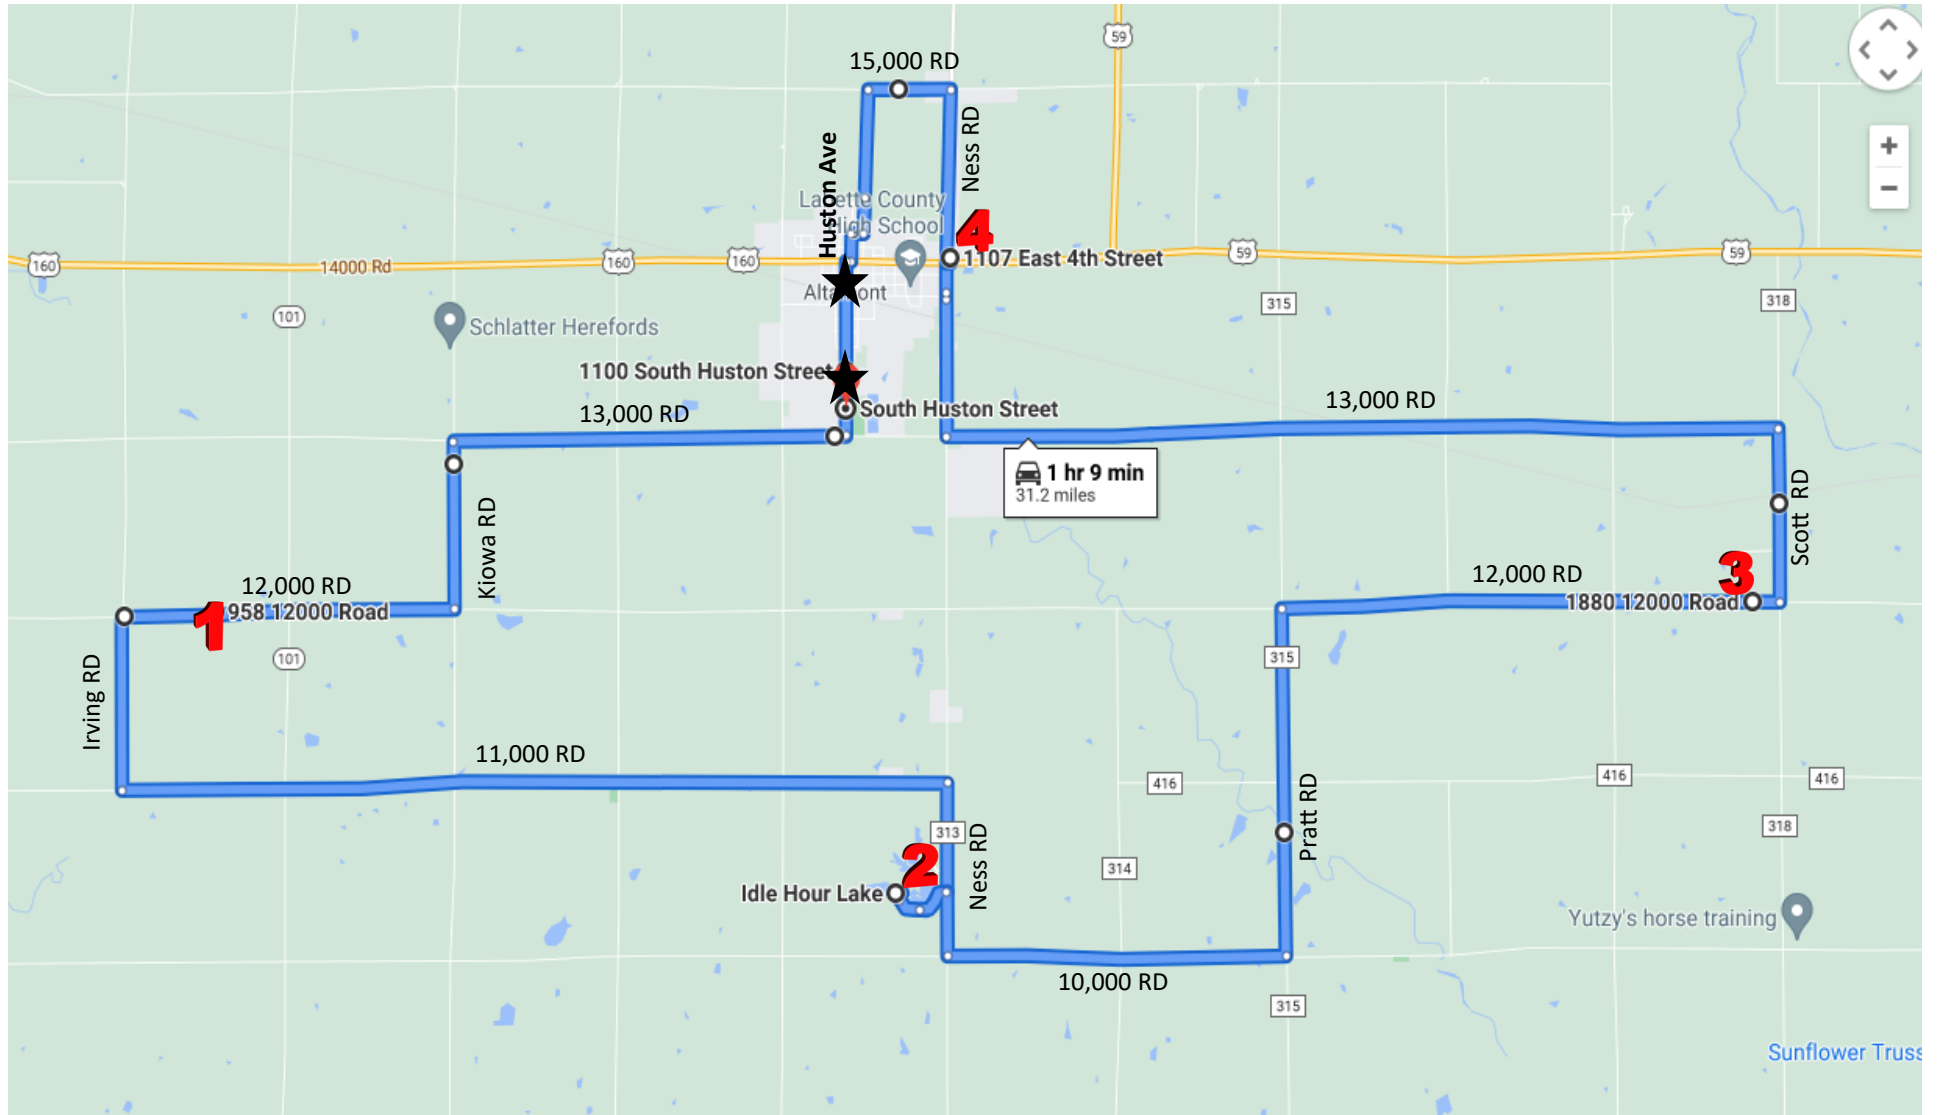 59
15,000 RD
Huston Ave
Ness RD
+
−
Labette County
High School
4
160
14000 Rd
160
160
1107 East 4th Street
59
59
Altamont
101
315
318
Schlatter Herefords
1100 South Huston Street
South Huston Street
13,000 RD
13,000 RD
1 hr 9 min
31.2 miles
Kiowa RD
Scott RD
12,000 RD
12,000 RD
3
1
958 12000 Road
1880 12000 Road
101
315
Irving RD
11,000 RD
416
416
416
Pratt RD
313
Ness RD
318
2
314
Idle Hour Lake
Yutzy's horse training
10,000 RD
315
Sunflower Truss